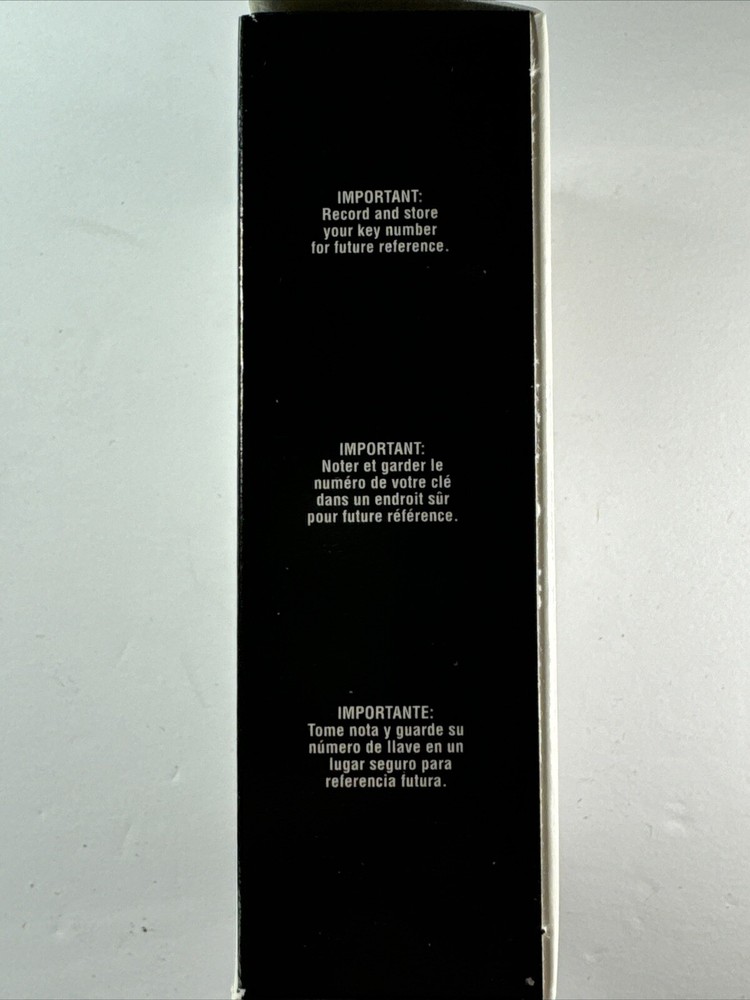 IMPORTANT:
Record and store
your key number
for future reference.
IMPORTANT:
Noter et garder le
numéro de votre clé
dans un endroit sûr
pour future référence.
IMPORTANTE:
Tome nota y guarde su
número de llave en un
lugar seguro para
referencia futura.